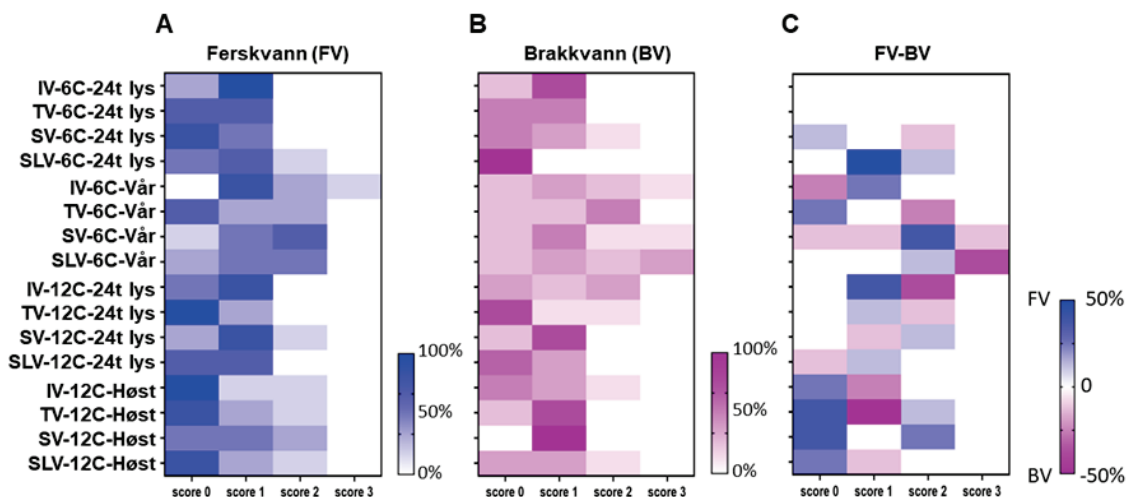 A
B
C
Ferskvann (FV)
Brakkvann (BV)
FV-BV
IV-6C-24t lys
TV-6C-24t lys
SV-6C-24t lys
SLV-6C-24t lys
IV-6C-Vår
TV-6C-Vår
SV-6C-Vår
SLV-6C-Vår
IV-12C-24t lys
TV-12C-24t lys
SV-12C-24t lys
SLV-12C-24t lys
IV-12C-Høst
TV-12C-Høst
SV-12C-Høst
SLV-12C-Høst
100%
50%
0%
100%
50%
0%
FV 50%
0
BV -50%
score 0 score 1 score 2 score 3
score 0 score 1 score 2 score 3
score 0 score 1 score 2 score 3